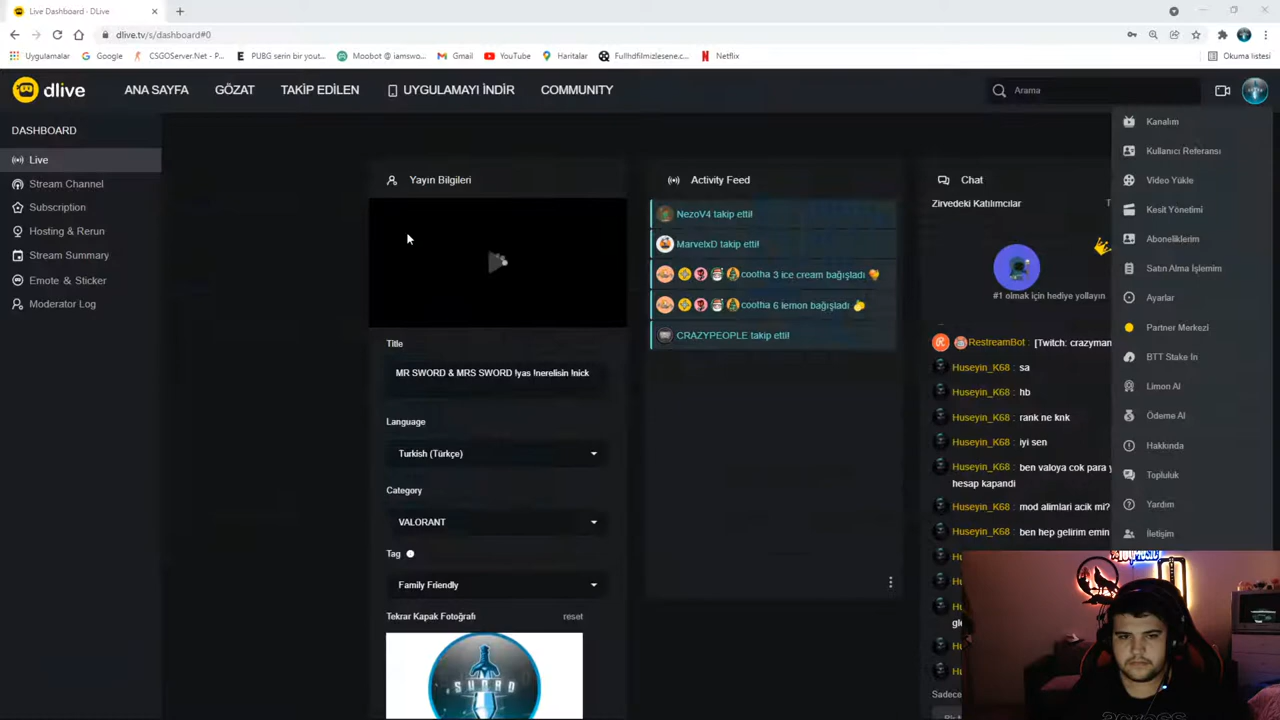 Live Dashboard - DLive
dlive.tv/s/dashboard#0
Uygulamalar
Google
CSGOServer.Net - P...
PUBG serin bir yout...
Moobot @ iamswo...
Gmail
YouTube
Haritalar
Fullhdfilmizlesene.c...
Netflix
Okuma listesi
dlive
ANA SAYFA
GÖZAT
TAKİP EDİLEN
UYGULAMAYI İNDİR
COMMUNITY
Arama
DASHBOARD
Live
Stream Channel
Subscription
Hosting & Rerun
Stream Summary
Emote & Sticker
Moderator Log
Yayın Bilgileri
Title
MR SWORD & MRS SWORD !yas !nerelisin !nick
Language
Turkish (Türkçe)
Category
VALORANT
Tag
Family Friendly
Tekrar Kapak Fotoğrafı
reset
SUORD
Activity Feed
NezoV4 takip etti!
MarvelxD takip etti!
cootha 3 ice cream bağışladı
cootha 6 lemon bağışladı
CRAZYPEOPLE takip etti!
Chat
Zirvedeki Katılımcılar
#1 olmak için hediye yollayın
RestreamBot : [Twitch: crazyman
Huseyin_K68 : sa
Huseyin_K68 : hb
Huseyin_K68 : rank ne knk
Huseyin_K68 : iyi sen
Huseyin_K68 : ben valoya cok para y
hesap kapandi
Huseyin_K68 : mod alimlari acik mi?
Huseyin_K68 : ben hep gelirim emin
Kanalım
Kullanıcı Referansı
Video Yükle
Kesit Yönetimi
Aboneliklerim
Satın Alma İşlemim
Ayarlar
Partner Merkezi
BTT Stake In
Limon Al
Ödeme Al
Hakkında
Topluluk
Yardım
İletişim